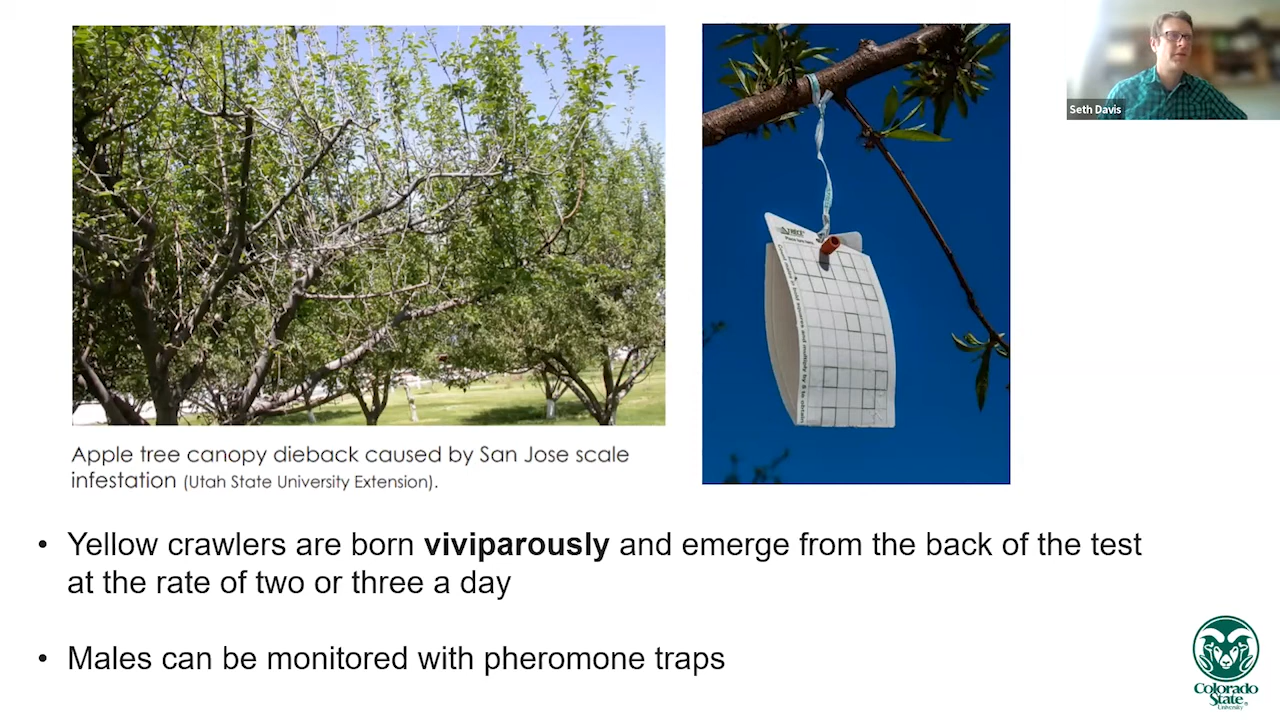 Seth Davis
Apple tree canopy dieback caused by San Jose scale
infestation (Utah State University Extension).
• Yellow crawlers are born viviparously and emerge from the back of the test
at the rate of two or three a day
• Males can be monitored with pheromone traps
Colorado
State
University